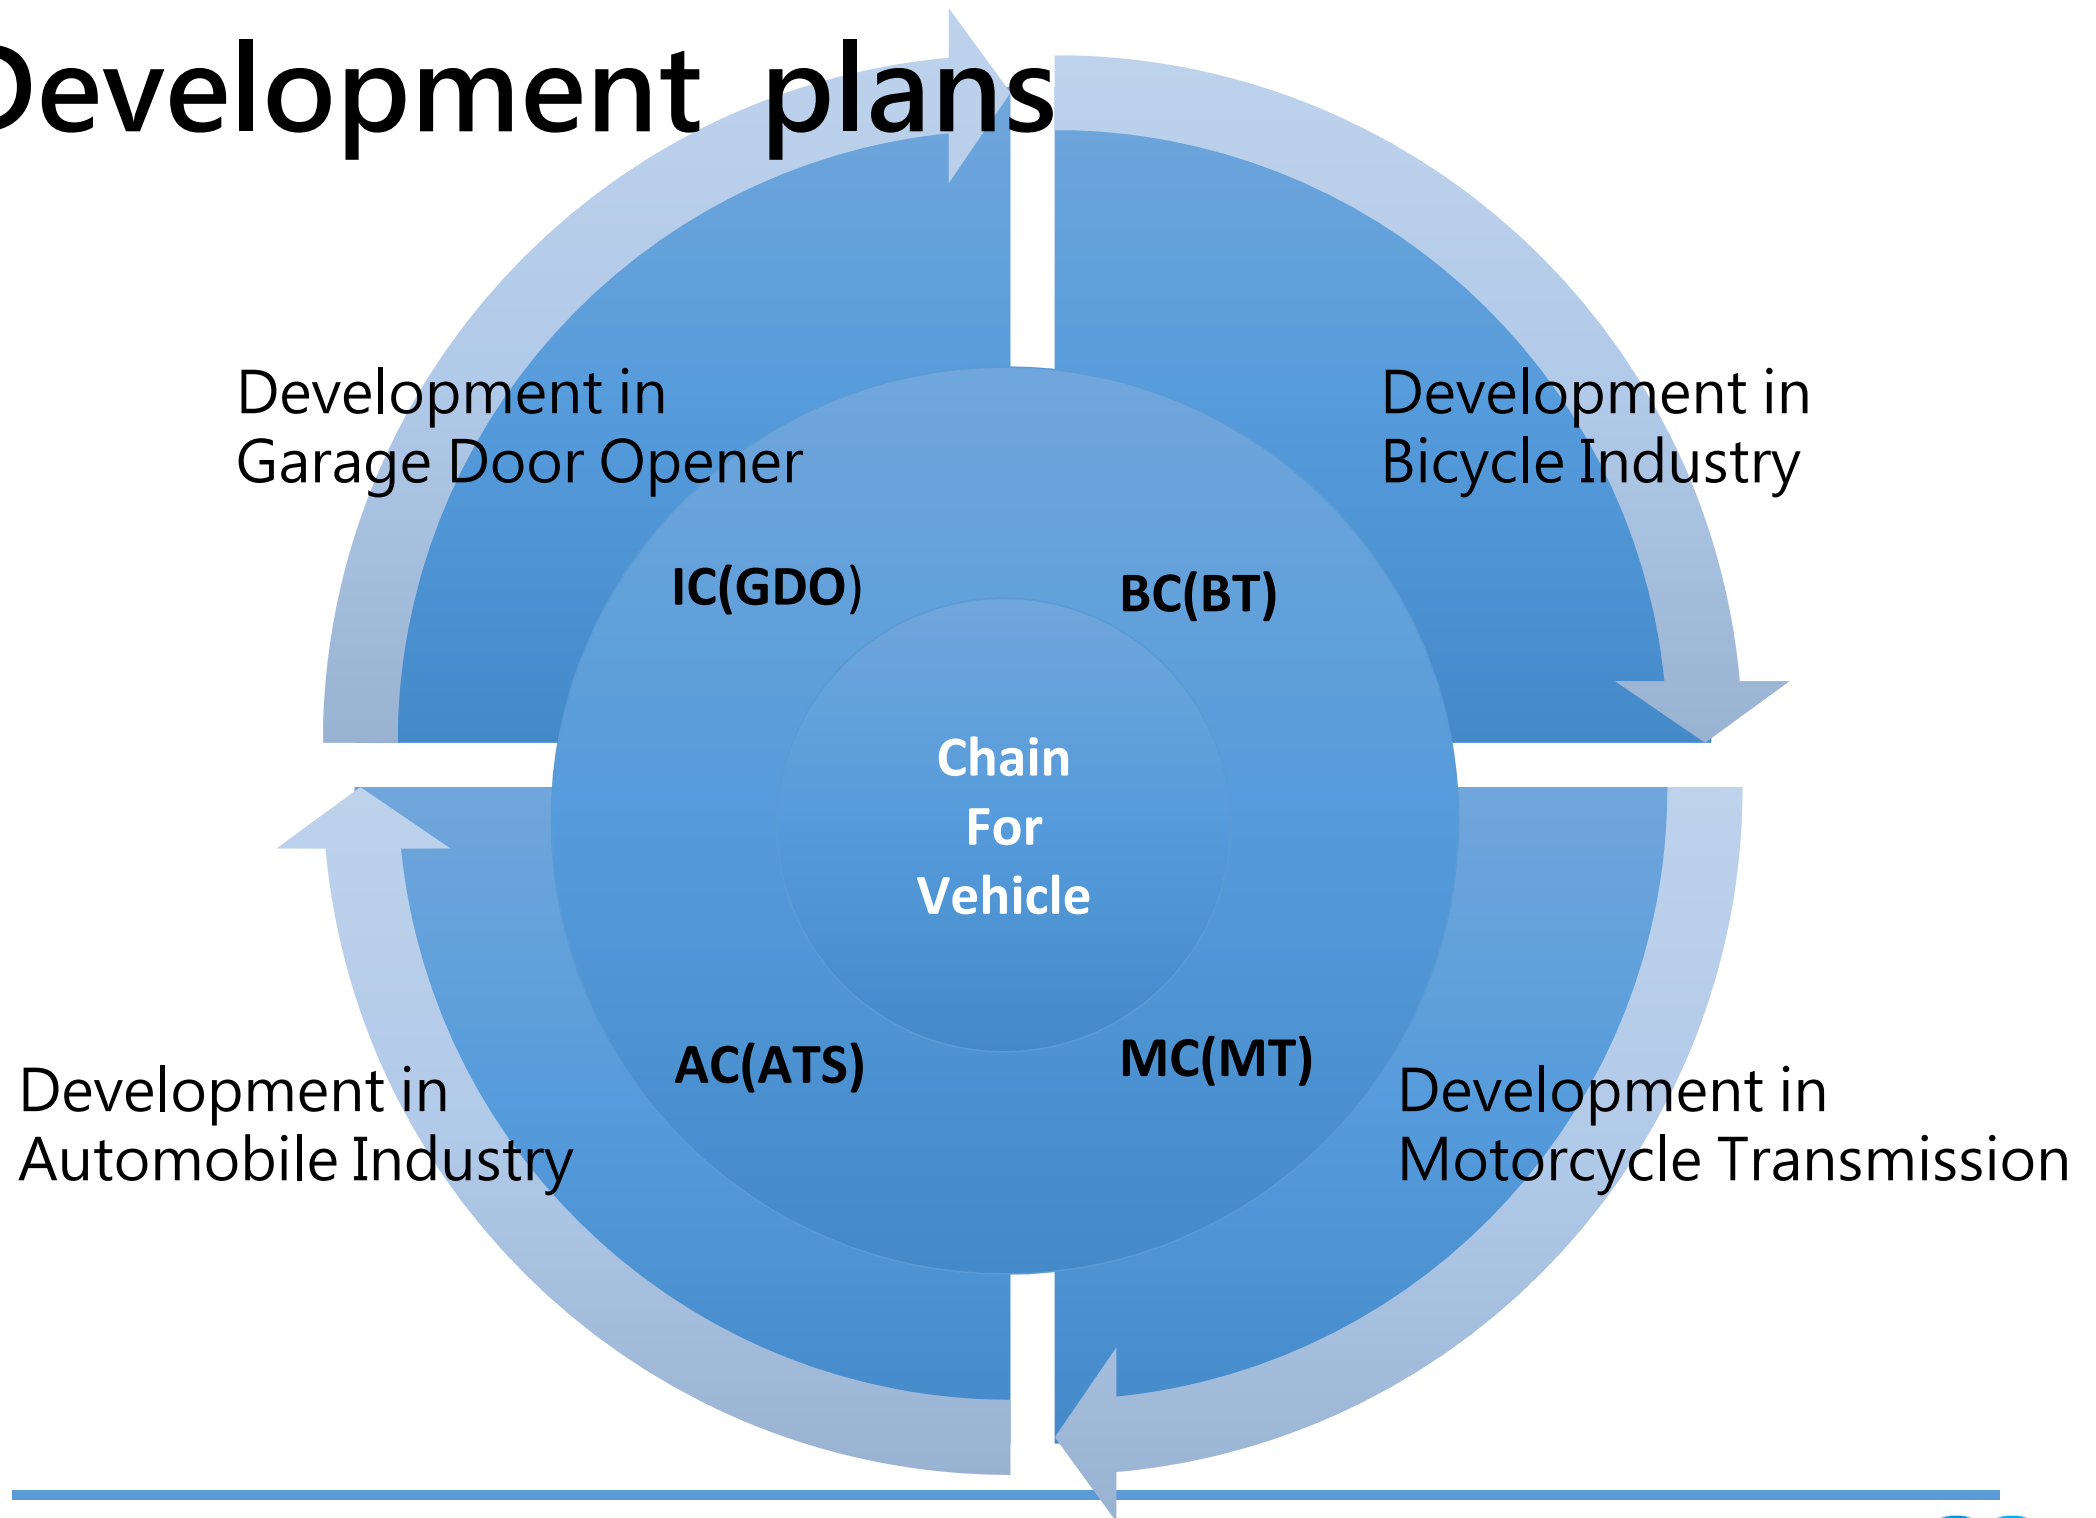 Development plans
Development in
Garage Door Opener
Development in
Bicycle Industry
IC(GDO)
BC(BT)
Chain
For
Vehicle
AC(ATS)
MC(MT)
Development in
Automobile Industry
Development in
Motorcycle Transmission